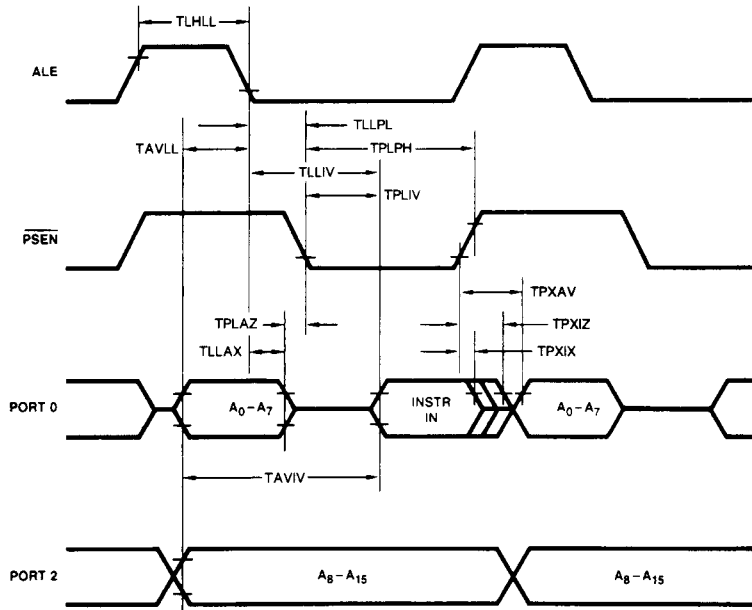 TLHLL
ALE
TLLPL
TAVLL
TPLPH
TLLIV
TPLIV
PSEN
TPXAV
TPLAZ
TPXIZ
TLLAX
TPXIX
PORT 0
A0–A7
INSTR
IN
A0–A7
TAVIV
PORT 2
A8–A15
A8–A15